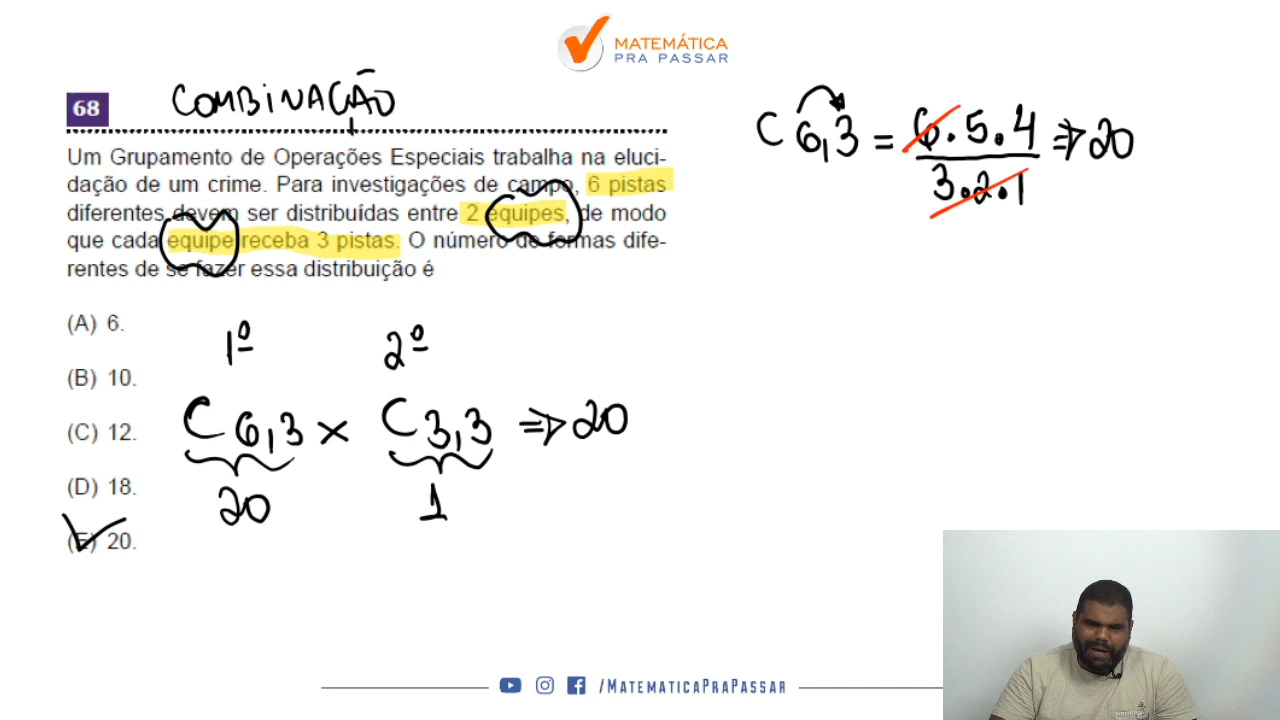 MATEMÁTICA
PRA PASSAR
68
COMBINAÇÃO
Um Grupamento de Operações Especiais trabalha na eluci-
dação de um crime. Para investigações de campo, 6 pistas
diferentes devem ser distribuídas entre 2 equipes, de modo
que cada equipe receba 3 pistas. O número de formas dife-
rentes de se fazer essa distribuição é
(A) 6.
(B) 10.
(C) 12.
(D) 18.
(E) 20.
1º 2º
C 6,3 × C 3,3 ⇒ 20
20 1
C 6,3 = 6.5.4 ⇒ 20
3.2.1
/MATEMATICAPRAPASSAR